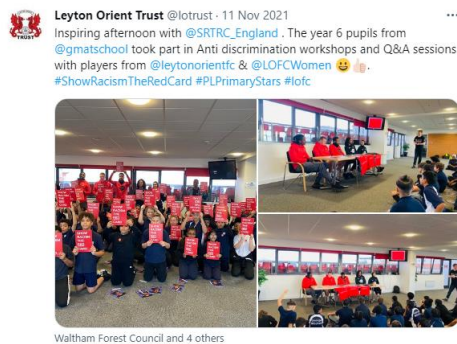 Leyton Orient Trust @lotrust · 11 Nov 2021
Inspiring afternoon with @SRTRC_England . The year 6 pupils from
@gmatschool took part in Anti discrimination workshops and Q&A sessions
with players from @leytonorientfc & @LOFCWomen 😃👍🏻.
#ShowRacismTheRedCard #PLPrimaryStars #lofc
Waltham Forest Council and 4 others